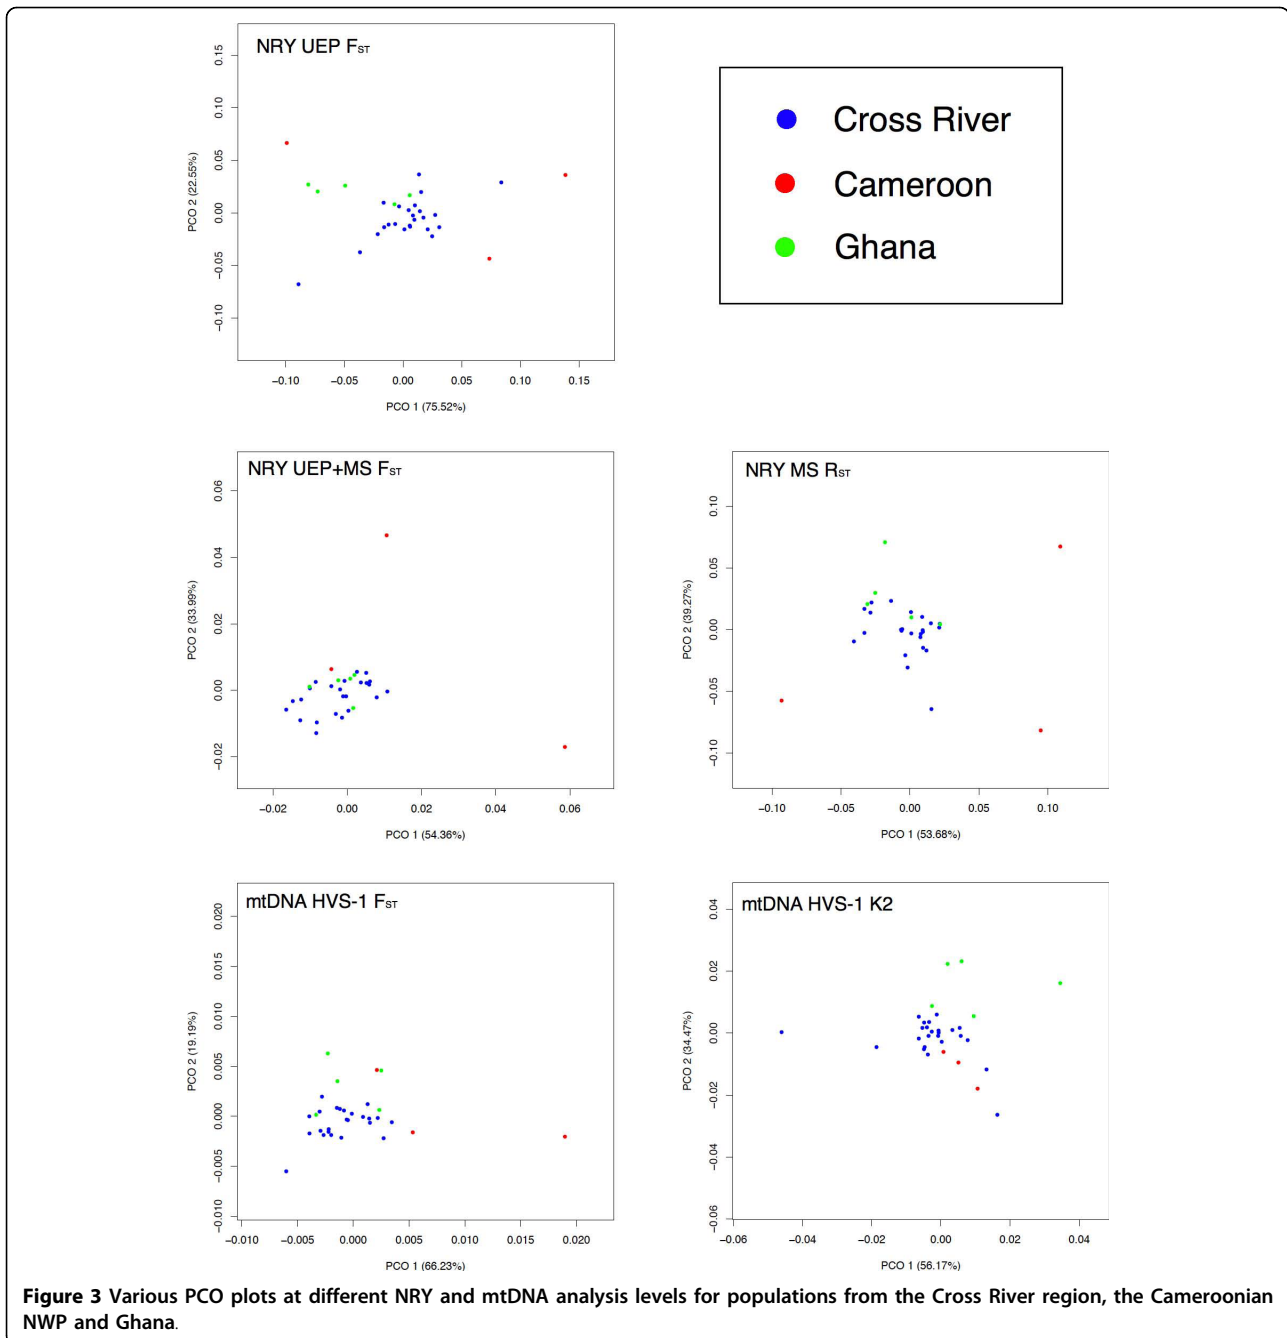 NRY UEP FST
0.15
0.10
0.05
0.00
−0.05
−0.10
PCO 2 (22.55%)
−0.10 −0.05 0.00 0.05 0.10 0.15
PCO 1 (75.52%)
Cross River
Cameroon
Ghana
NRY UEP+MS FST
0.06
0.04
0.02
0.00
−0.02
PCO 2 (33.99%)
−0.02 0.00 0.02 0.04 0.06
PCO 1 (54.36%)
NRY MS RST
0.10
0.05
0.00
−0.05
−0.10
PCO 2 (39.27%)
−0.10 −0.05 0.00 0.05 0.10
PCO 1 (53.68%)
mtDNA HVS-1 FST
0.020
0.015
0.010
0.005
0.000
−0.005
−0.010
PCO 2 (19.19%)
−0.010 −0.005 0.000 0.005 0.010 0.015 0.020
PCO 1 (66.23%)
mtDNA HVS-1 K2
0.04
0.02
0.00
−0.02
−0.04
−0.06
PCO 2 (34.47%)
−0.06 −0.04 −0.02 0.00 0.02 0.04
PCO 1 (56.17%)
Figure 3 Various PCO plots at different NRY and mtDNA analysis levels for populations from the Cross River region, the Cameroonian
NWP and Ghana.